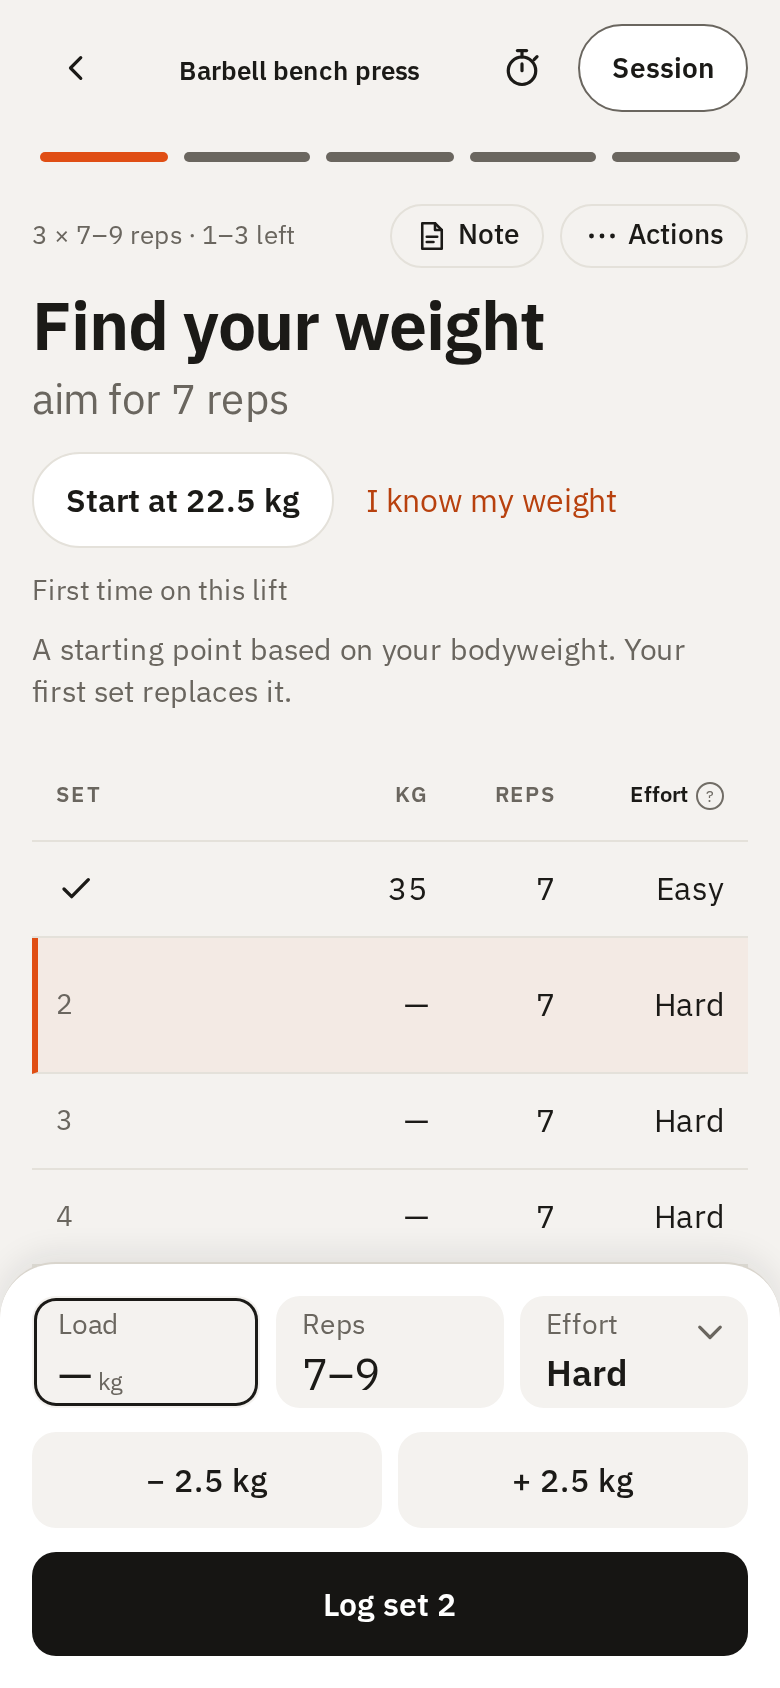 Barbell bench press
Session
3 × 7–9 reps · 1–3 left
Note
··· Actions
Find your weight
aim for 7 reps
Start at 22.5 kg
I know my weight
First time on this lift
A starting point based on your bodyweight. Your
first set replaces it.
SET KG REPS Effort ?
✓ 35 7 Easy
2 — 7 Hard
3 — 7 Hard
4 — 7 Hard
Load Reps Effort
— kg 7–9 Hard
− 2.5 kg + 2.5 kg
Log set 2